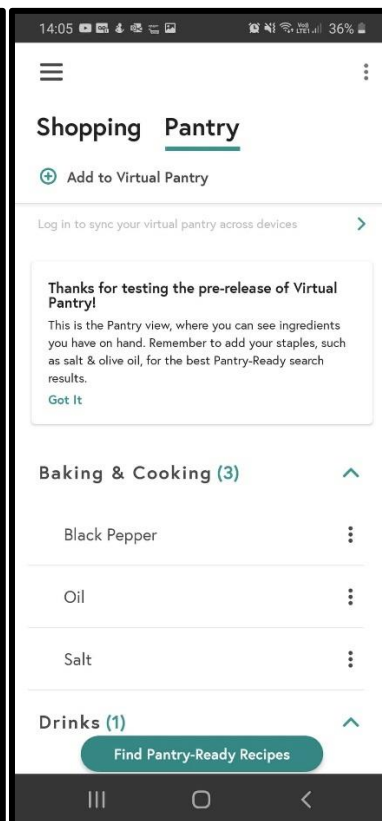 14:05 36%
Shopping Pantry
Add to Virtual Pantry
Log in to sync your virtual pantry across devices
Thanks for testing the pre-release of Virtual
Pantry!
This is the Pantry view, where you can see ingredients
you have on hand. Remember to add your staples, such
as salt & olive oil, for the best Pantry-Ready search
results.
Got It
Baking & Cooking (3)
Black Pepper
Oil
Salt
Drinks (1)
Find Pantry-Ready Recipes